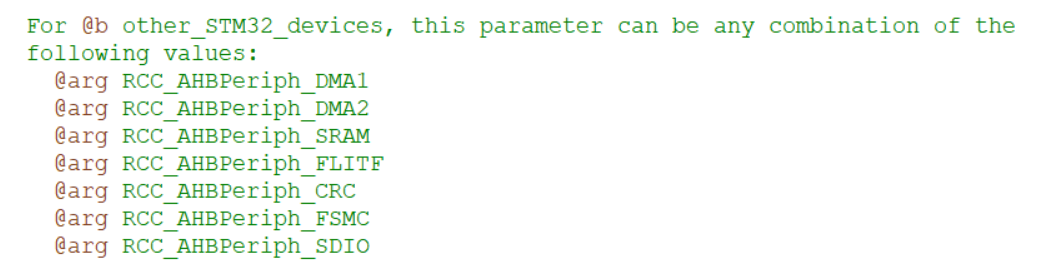 For @b other_STM32_devices, this parameter can be any combination of the
following values:
@arg RCC_AHBPeriph_DMA1
@arg RCC_AHBPeriph_DMA2
@arg RCC_AHBPeriph_SRAM
@arg RCC_AHBPeriph_FLITF
@arg RCC_AHBPeriph_CRC
@arg RCC_AHBPeriph_FSMC
@arg RCC_AHBPeriph_SDIO